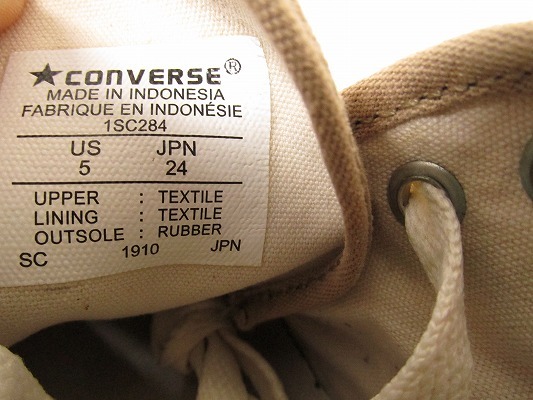 ★CONVERSE®
MADE IN INDONESIA
FABRIQUE EN INDONÉSIE
1SC284
US JPN
5 24
UPPER : TEXTILE
LINING : TEXTILE
OUTSOLE : RUBBER
SC 1910 JPN